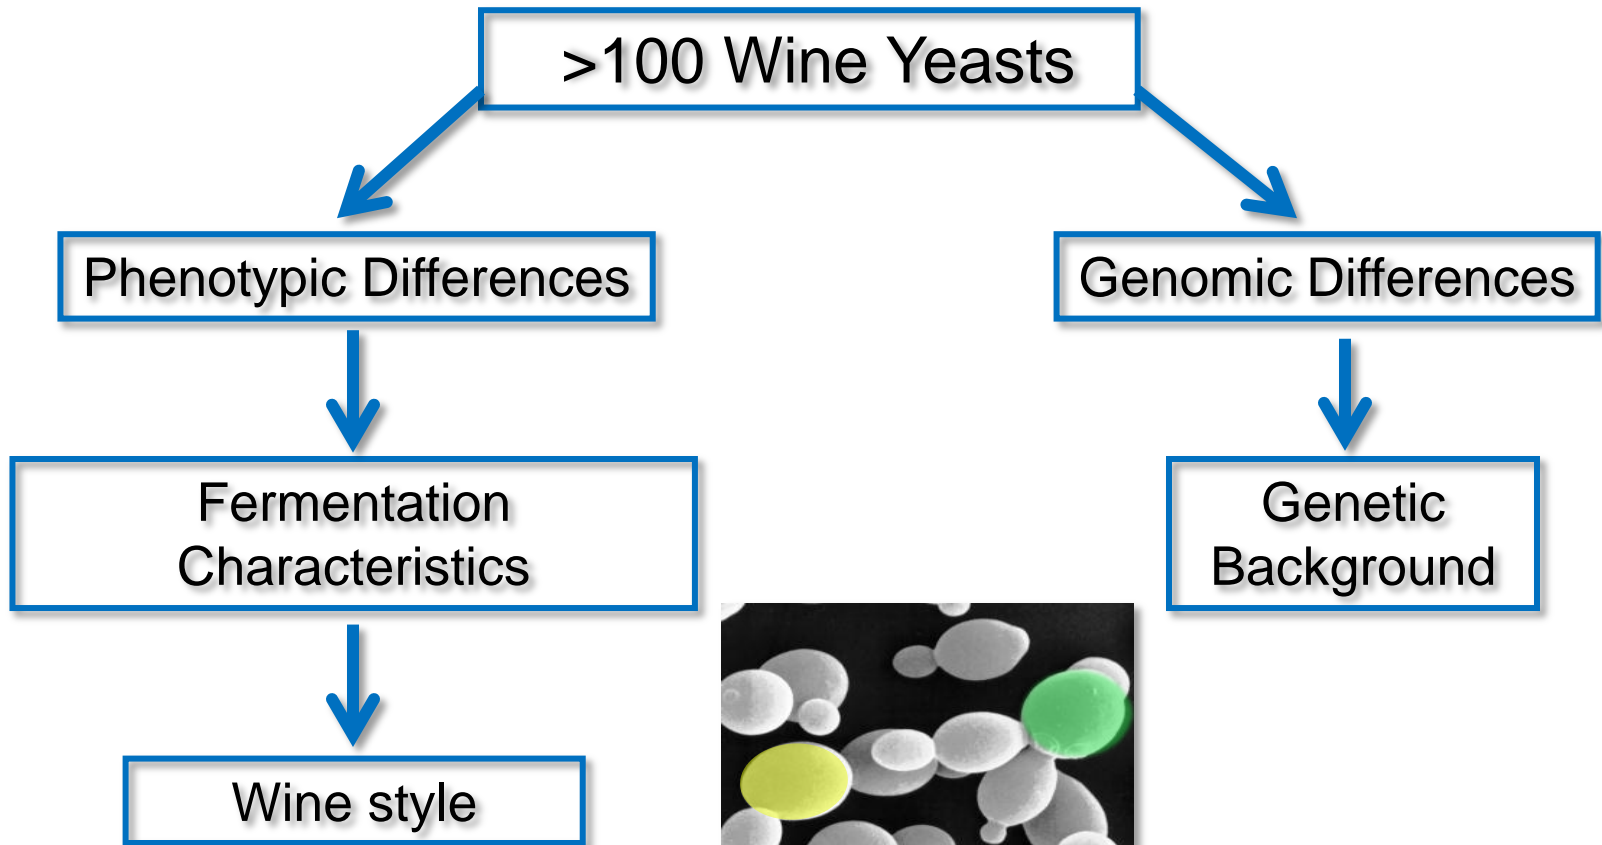 >100 Wine Yeasts
Phenotypic Differences
Genomic Differences
Fermentation
Characteristics
Genetic
Background
Wine style